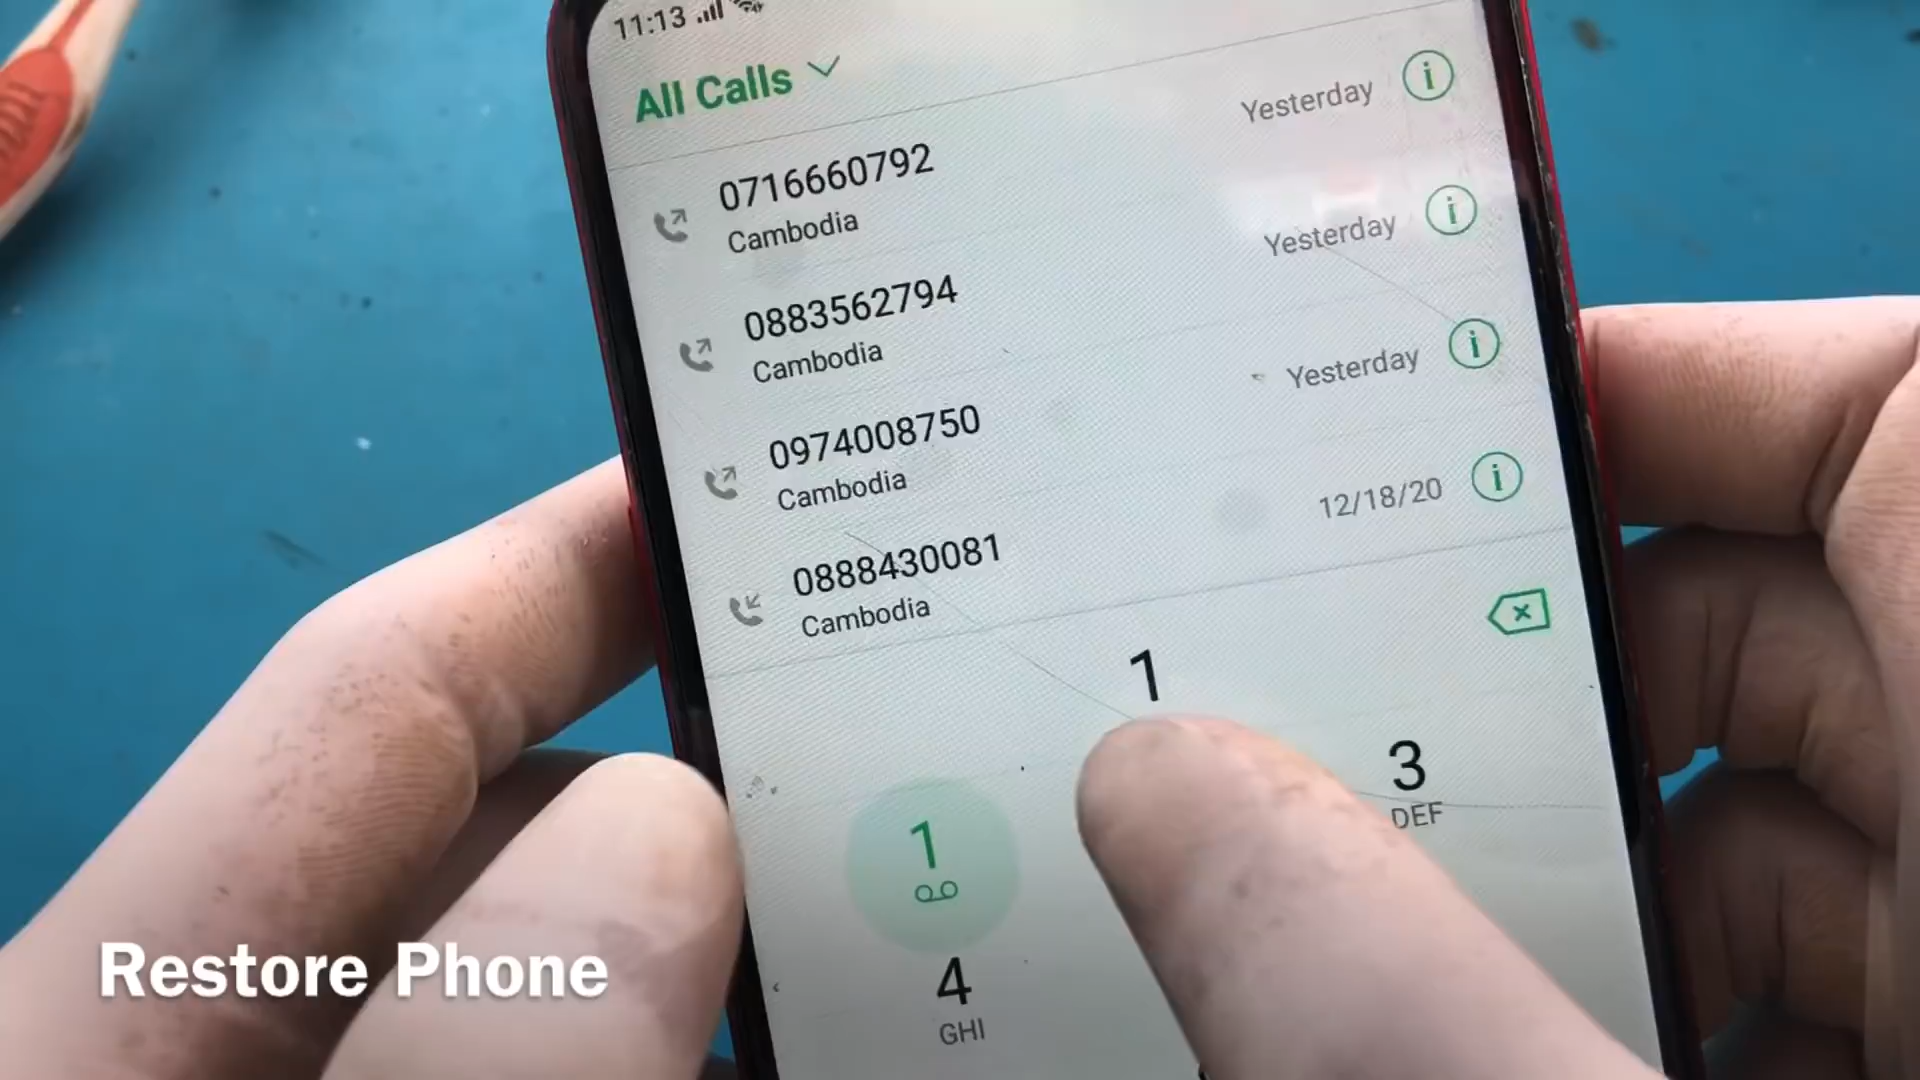 11:13
All Calls
0716660792
Cambodia
Yesterday
0883562794
Cambodia
Yesterday
0974008750
Cambodia
Yesterday
0888430081
Cambodia
12/18/20
1
1
3
DEF
4
GHI
Restore Phone